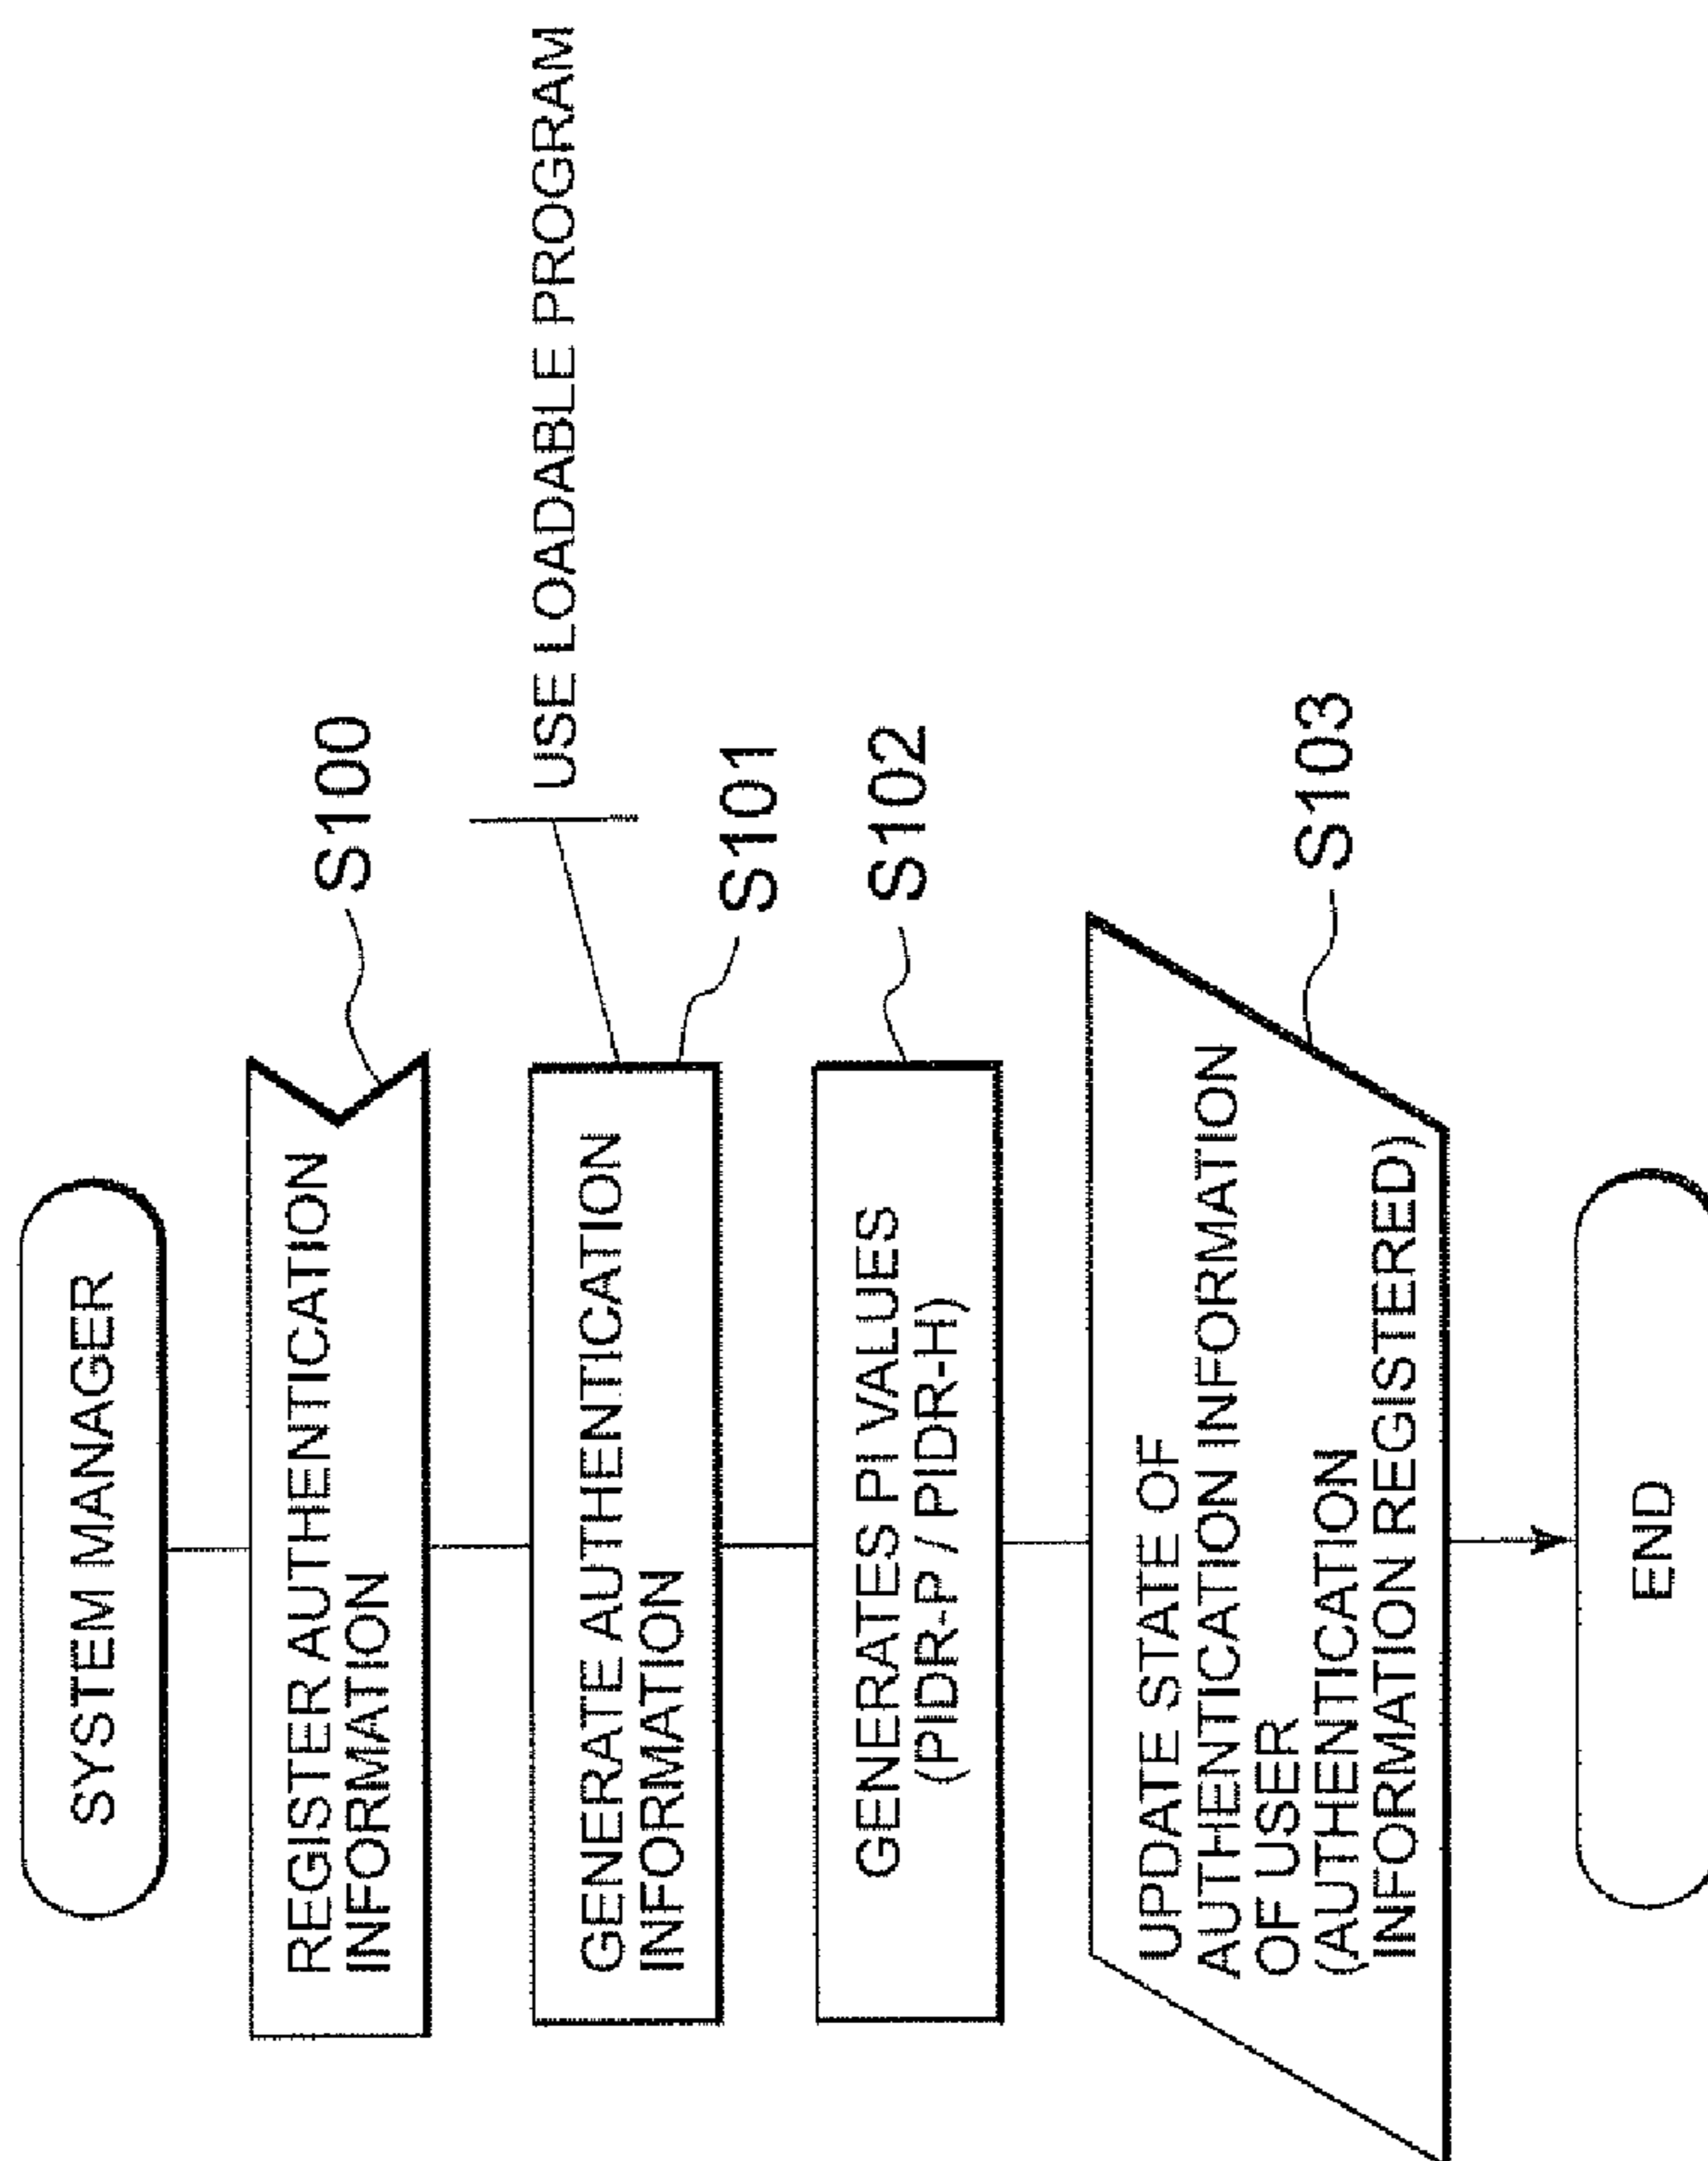 SYSTEM MANAGER
REGISTER AUTHENTICATION
INFORMATION
S100
USE LOADABLE PROGRAM
GENERATE AUTHENTICATION
INFORMATION
S101
GENERATES PI VALUES
(PIDR-P / PIDR-H)
S102
UPDATE STATE OF
AUTHENTICATION INFORMATION
OF USER
(AUTHENTICATION
INFORMATION REGISTERED)
S103
END